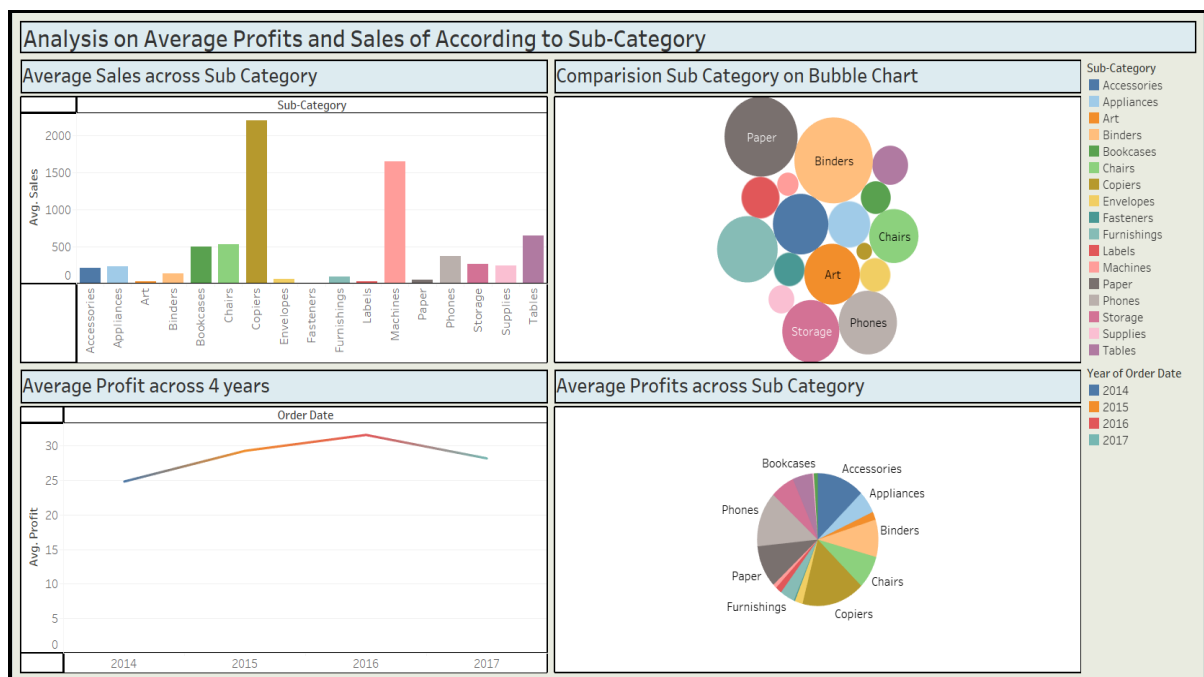 Analysis on Average Profits and Sales of According to Sub-Category
Average Sales across Sub Category
Sub-Category
Avg. Sales
2000
1500
1000
500
0
Accessories
Appliances
Art
Binders
Bookcases
Chairs
Copiers
Envelopes
Fasteners
Furnishings
Labels
Machines
Paper
Phones
Storage
Supplies
Tables
Comparision Sub Category on Bubble Chart
Paper
Binders
Chairs
Art
Storage
Phones
Sub-Category
Accessories
Appliances
Art
Binders
Bookcases
Chairs
Copiers
Envelopes
Fasteners
Furnishings
Labels
Machines
Paper
Phones
Storage
Supplies
Tables
Year of Order Date
2014
2015
2016
2017
Average Profit across 4 years
Order Date
Avg. Profit
30
25
20
15
10
5
0
2014
2015
2016
2017
Average Profits across Sub Category
Bookcases
Accessories
Appliances
Phones
Binders
Paper
Chairs
Furnishings
Copiers